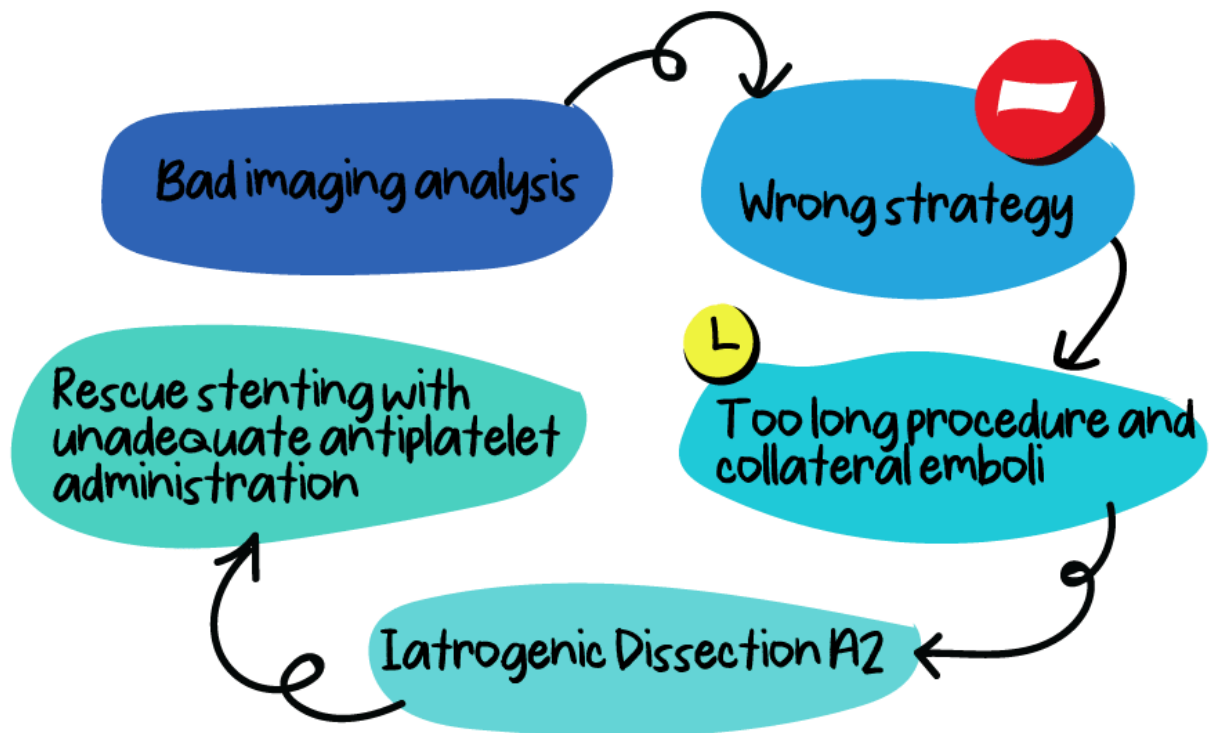 Bad imaging analysis
Wrong strategy
Too long procedure and
collateral emboli
Iatrogenic Dissection A2
Rescue stenting with
unadequate antiplatelet
administration